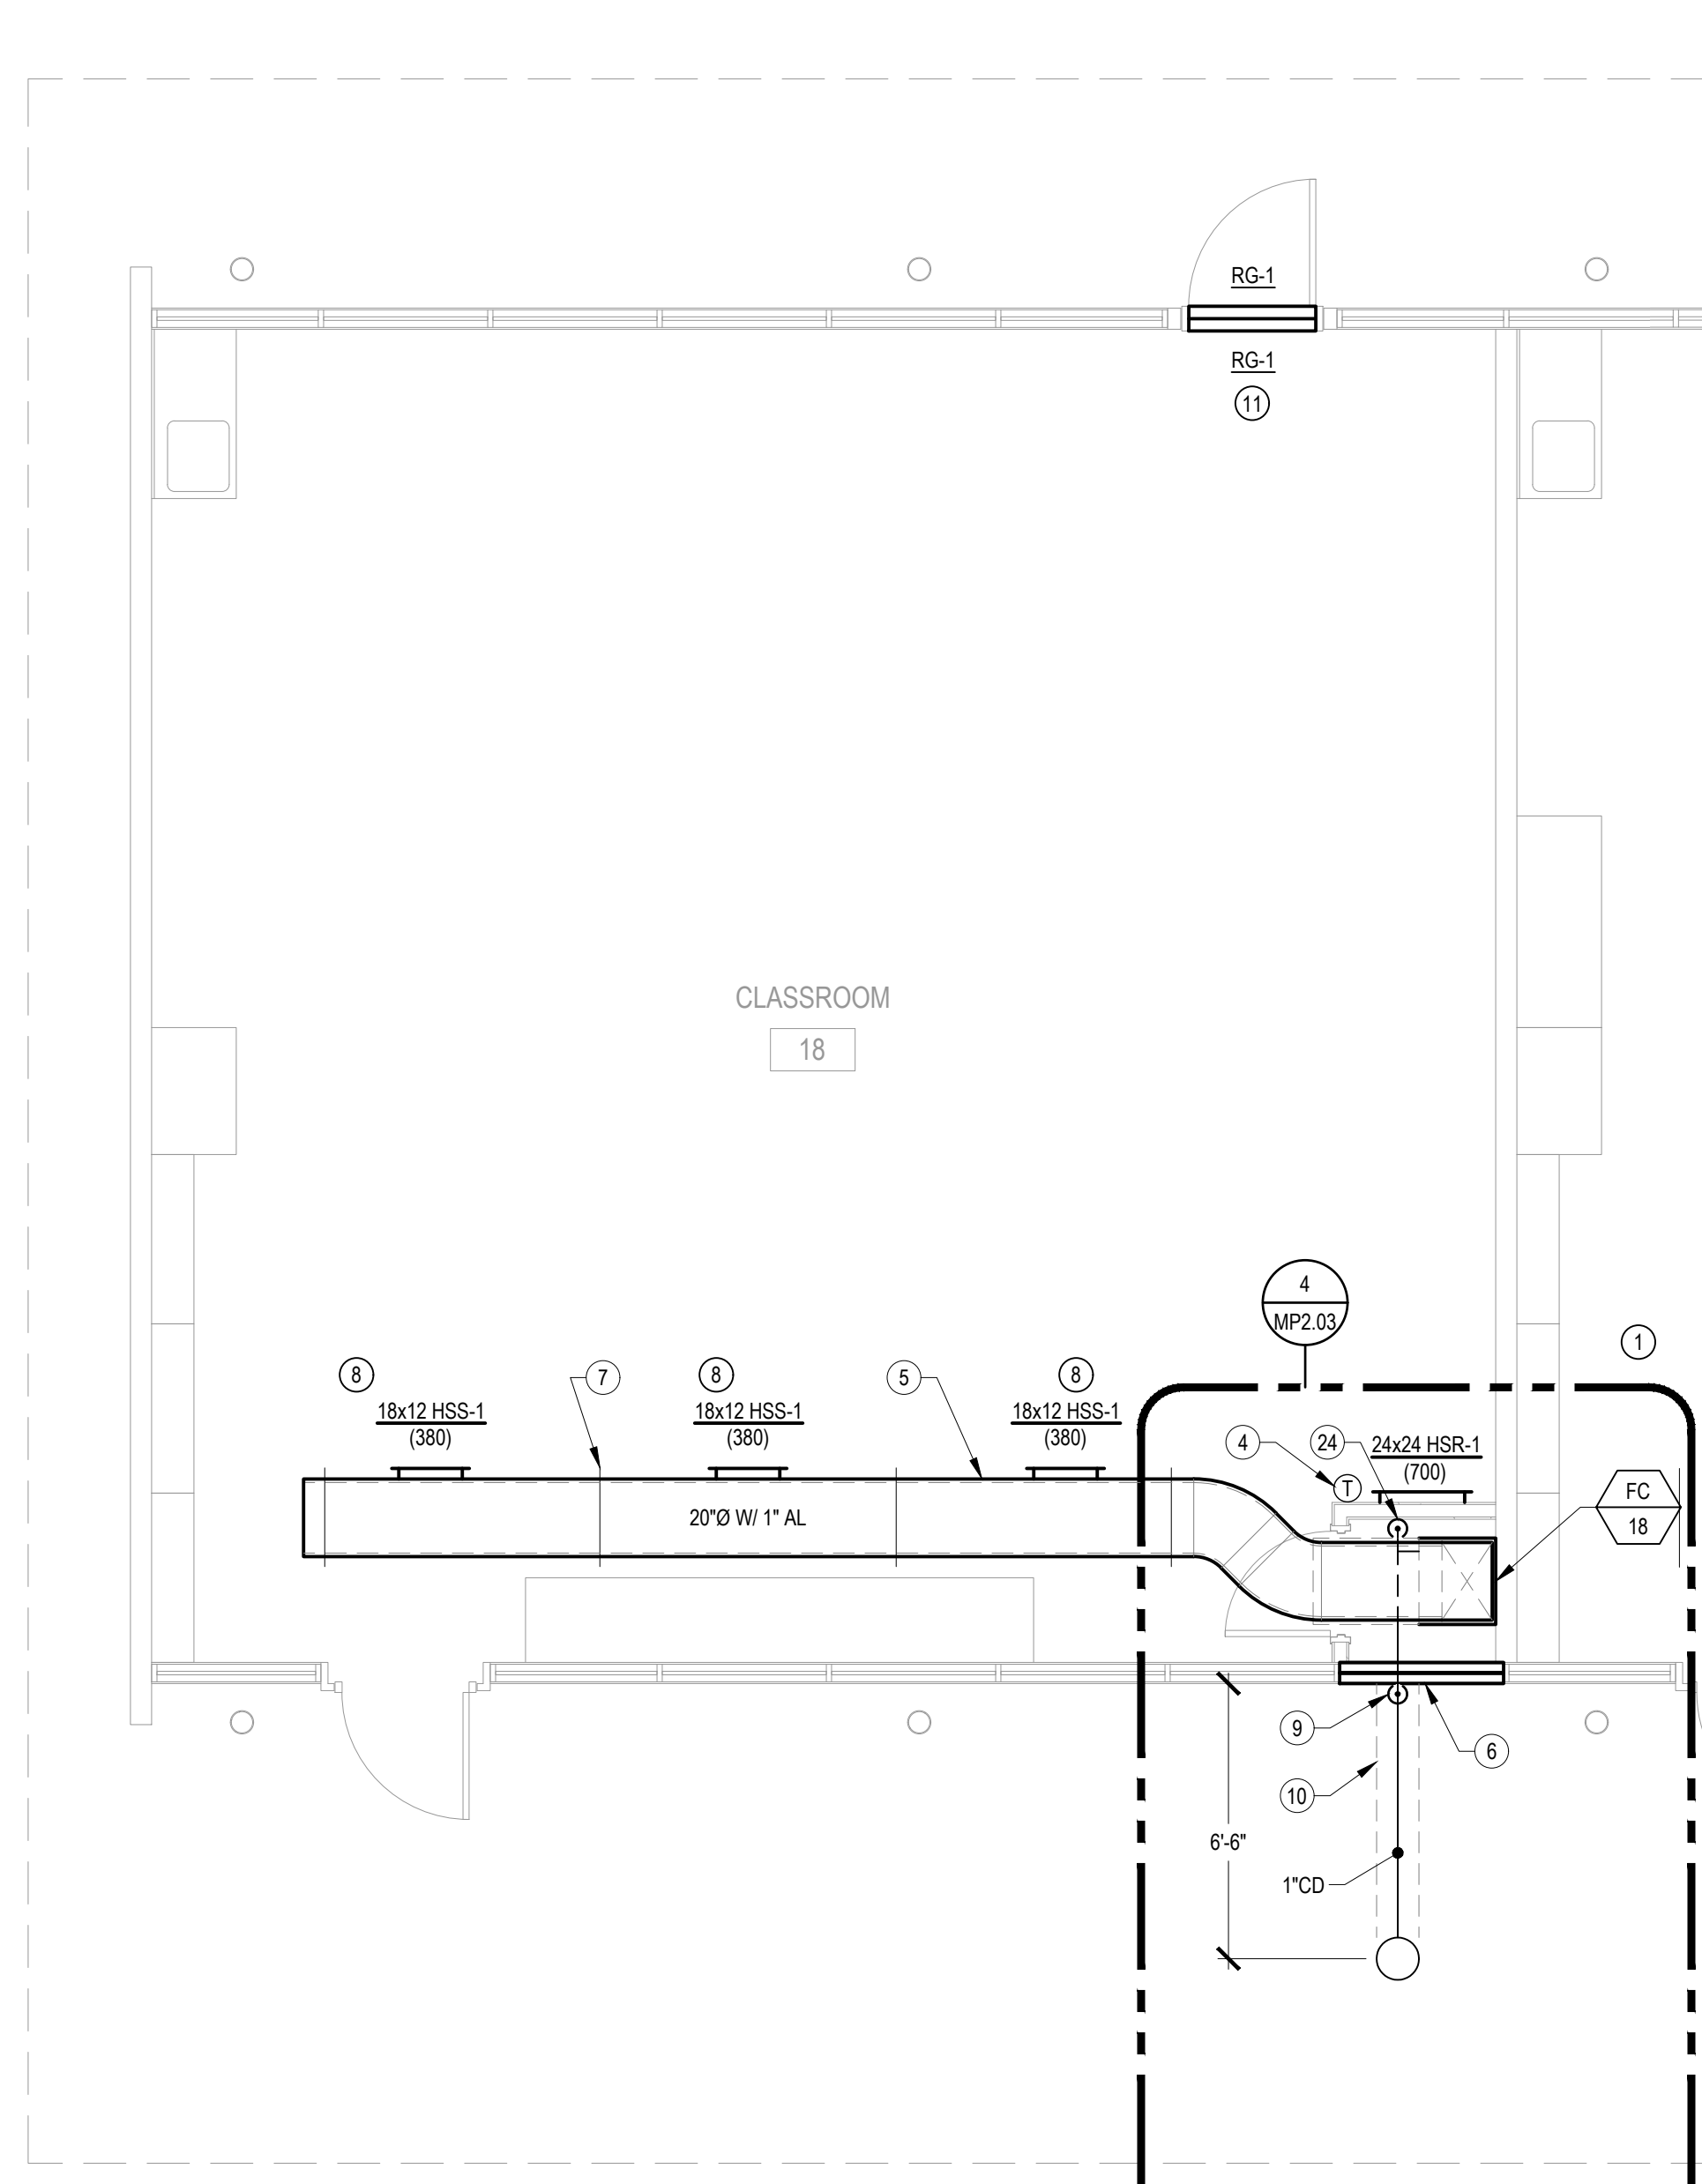 RG-1
RG-1
11
CLASSROOM
18
4
MP2.03
1
8
7
8
5
8
18x12 HSS-1
(380)
18x12 HSS-1
(380)
18x12 HSS-1
(380)
4
24
24x24 HSR-1
(700)
T
FC
18
20"Ø W/ 1" AL
9
6
10
6'-6"
1"CD